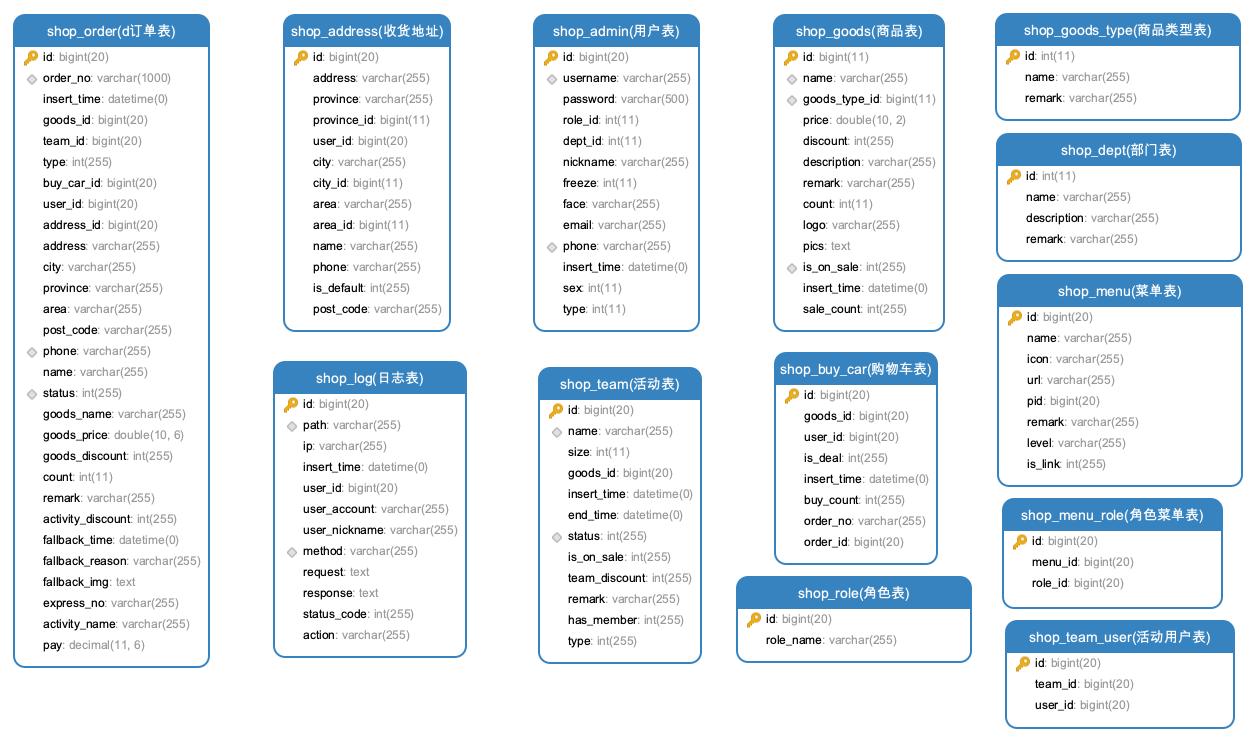 shop_order(d订单表)
id: bigint(20)
order_no: varchar(1000)
insert_time: datetime(0)
goods_id: bigint(20)
team_id: bigint(20)
type: int(255)
buy_car_id: bigint(20)
user_id: bigint(20)
address_id: bigint(20)
address: varchar(255)
city: varchar(255)
province: varchar(255)
area: varchar(255)
post_code: varchar(255)
phone: varchar(255)
name: varchar(255)
status: int(255)
goods_name: varchar(255)
goods_price: double(10, 6)
goods_discount: int(255)
count: int(11)
remark: varchar(255)
activity_discount: int(255)
fallback_time: datetime(0)
fallback_reason: varchar(255)
fallback_img: text
express_no: varchar(255)
activity_name: varchar(255)
pay: decimal(11, 6)
shop_address(收货地址)
id: bigint(20)
address: varchar(255)
province: varchar(255)
province_id: bigint(11)
user_id: bigint(20)
city: varchar(255)
city_id: bigint(11)
area: varchar(255)
area_id: bigint(11)
name: varchar(255)
phone: varchar(255)
is_default: int(255)
post_code: varchar(255)
shop_log(日志表)
id: bigint(20)
path: varchar(255)
ip: varchar(255)
insert_time: datetime(0)
user_id: bigint(20)
user_account: varchar(255)
user_nickname: varchar(255)
method: varchar(255)
request: text
response: text
status_code: int(255)
action: varchar(255)
shop_admin(用户表)
id: bigint(20)
username: varchar(255)
password: varchar(500)
role_id: int(11)
dept_id: int(11)
nickname: varchar(255)
freeze: int(11)
face: varchar(255)
email: varchar(255)
phone: varchar(255)
insert_time: datetime(0)
sex: int(11)
type: int(11)
shop_team(活动表)
id: bigint(20)
name: varchar(255)
size: int(11)
goods_id: bigint(20)
insert_time: datetime(0)
end_time: datetime(0)
status: int(255)
is_on_sale: int(255)
team_discount: int(255)
remark: varchar(255)
has_member: int(255)
type: int(255)
shop_goods(商品表)
id: bigint(11)
name: varchar(255)
goods_type_id: bigint(11)
price: double(10, 2)
discount: int(255)
description: varchar(255)
remark: varchar(255)
count: int(11)
logo: varchar(255)
pics: text
is_on_sale: int(255)
insert_time: datetime(0)
sale_count: int(255)
shop_buy_car(购物车表)
id: bigint(20)
goods_id: bigint(20)
user_id: bigint(20)
is_deal: int(255)
insert_time: datetime(0)
buy_count: int(255)
order_no: varchar(255)
order_id: bigint(20)
shop_role(角色表)
id: bigint(20)
role_name: varchar(255)
shop_goods_type(商品类型表)
id: int(11)
name: varchar(255)
remark: varchar(255)
shop_dept(部门表)
id: int(11)
name: varchar(255)
description: varchar(255)
remark: varchar(255)
shop_menu(菜单表)
id: bigint(20)
name: varchar(255)
icon: varchar(255)
url: varchar(255)
pid: bigint(20)
remark: varchar(255)
level: varchar(255)
is_link: int(255)
shop_menu_role(角色菜单表)
id: bigint(20)
menu_id: bigint(20)
role_id: bigint(20)
shop_team_user(活动用户表)
id: bigint(20)
team_id: bigint(20)
user_id: bigint(20)